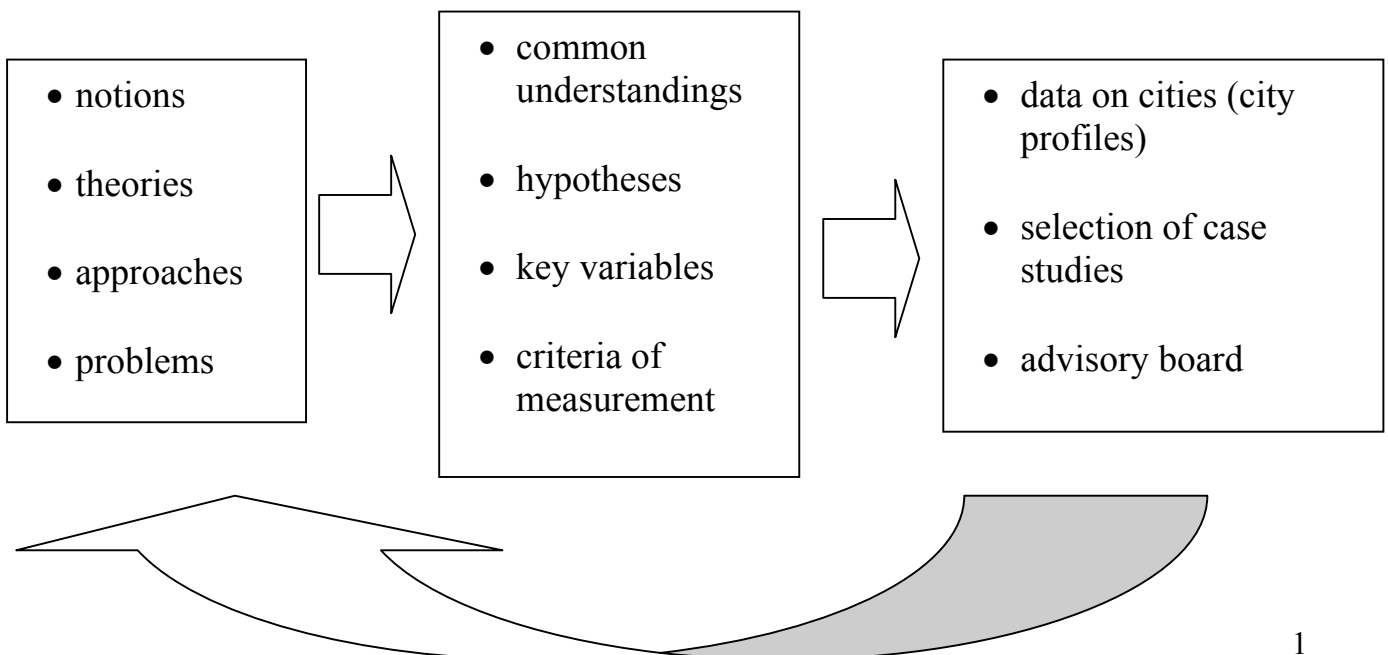 • notions
• theories
• approaches
• problems
• common
understandings
• hypotheses
• key variables
• criteria of
measurement
• data on cities (city
profiles)
• selection of case
studies
• advisory board
1